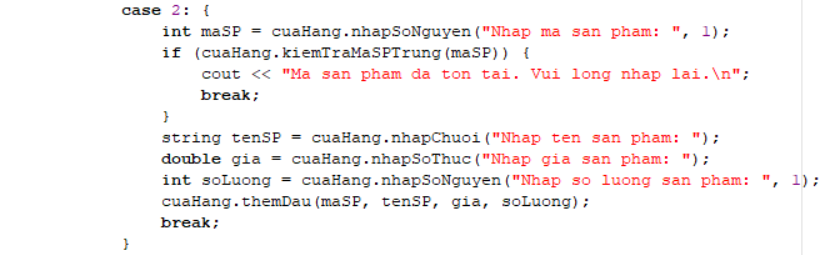 case 2: {
int maSP = cuaHang.nhapSoNguyen("Nhap ma san pham: ", 1);
if (cuaHang.kiemTraMaSPTrung(maSP)) {
cout << "Ma san pham da ton tai. Vui long nhap lai.\n";
break;
}
string tenSP = cuaHang.nhapChuoi("Nhap ten san pham: ");
double gia = cuaHang.nhapSoThuc("Nhap gia san pham: ");
int soLuong = cuaHang.nhapSoNguyen("Nhap so luong san pham: ", 1);
cuaHang.themDau(maSP, tenSP, gia, soLuong);
break;
}